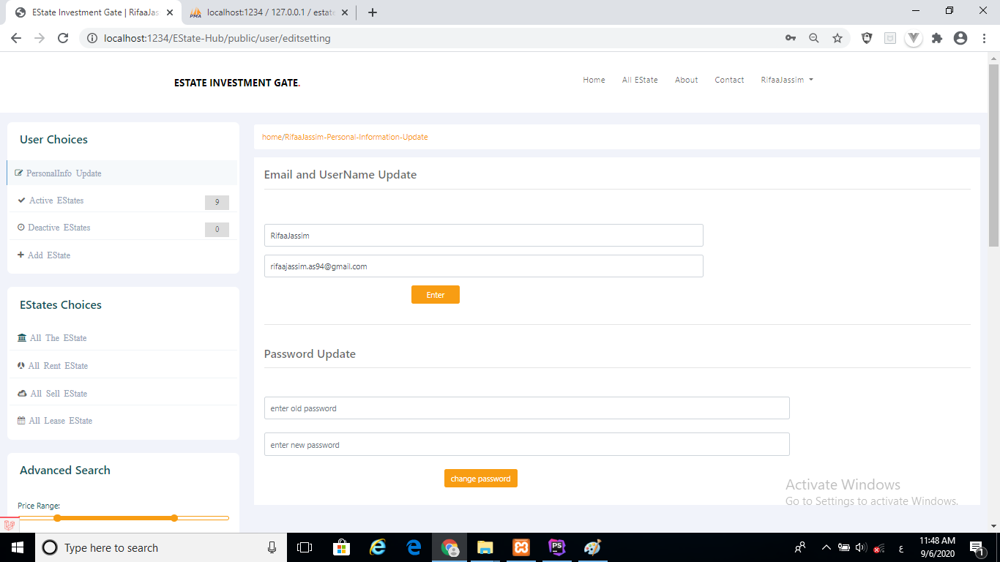 EState Investment Gate | RifaaJas
localhost:1234 / 127.0.0.1 / estate
localhost:1234/EState-Hub/public/user/editsetting
ESTATE INVESTMENT GATE.
Home All EState About Contact RifaaJassim
User Choices
PersonalInfo Update
Active EStates 9
Deactive EStates 0
Add EState
home/RifaaJassim-Personal-Information-Update
Email and UserName Update
RifaaJassim
rifaajassim.as94@gmail.com
Enter
Password Update
enter old password
enter new password
change password
EStates Choices
All The EState
All Rent EState
All Sell EState
All Lease EState
Advanced Search
Price Range:
Activate Windows
Go to Settings to activate Windows.
Type here to search
PS
ع
11:48 AM
9/6/2020
1